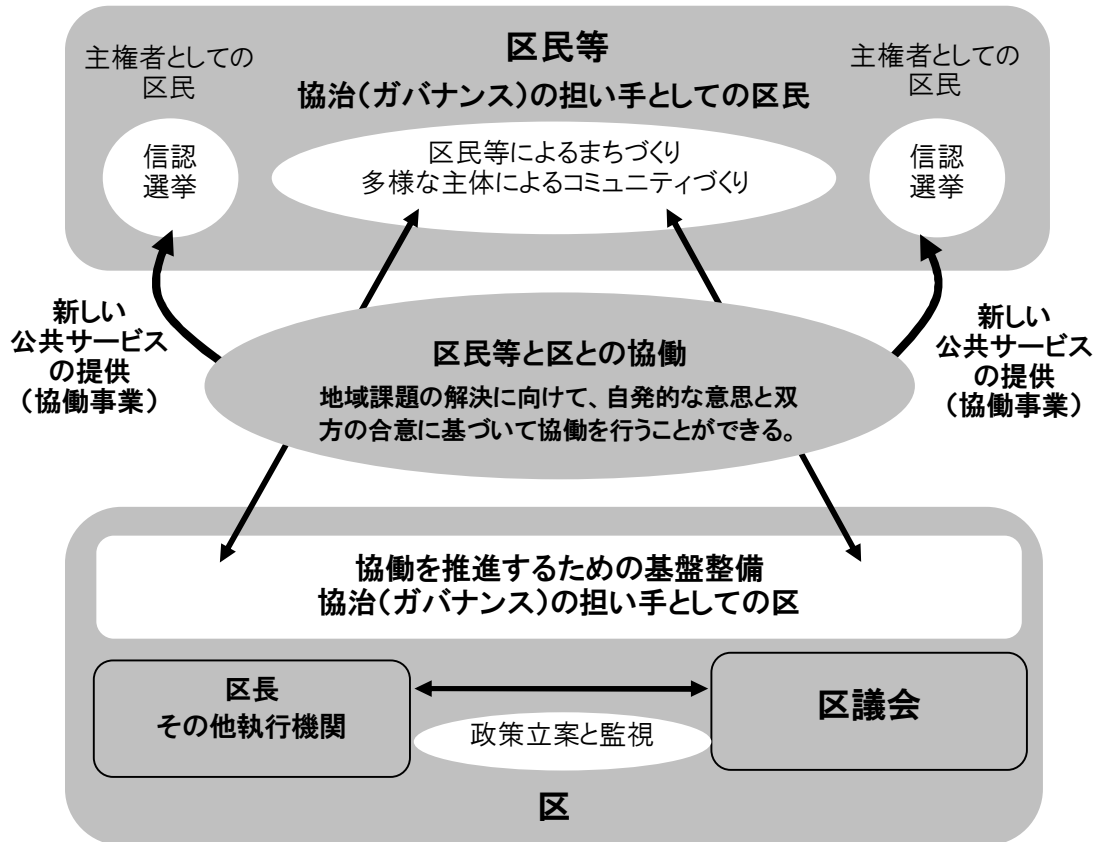 区民等
協治（ガバナンス）の担い手としての区民
主権者としての
区民
信認
選挙
区民等によるまちづくり
多様な主体によるコミュニティづくり
主権者としての
区民
信認
選挙
新しい
公共サービス
の提供
（協働事業）
区民等と区との協働
地域課題の解決に向けて、自発的な意思と双
方の合意に基づいて協働を行うことができる。
新しい
公共サービス
の提供
（協働事業）
協働を推進するための基盤整備
協治（ガバナンス）の担い手としての区
区長
その他執行機関
政策立案と監視
区議会
区